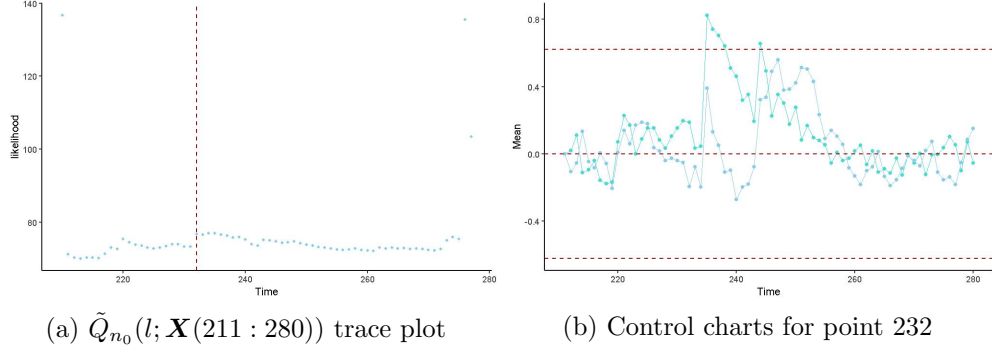 140
120
100
80
likelihood
220
240
260
280
Time
0.8
0.4
0.0
-0.4
Mean
220
240
260
280
Time
(a) Q̃ₙ₀(l; X(211 : 280)) trace plot
(b) Control charts for point 232